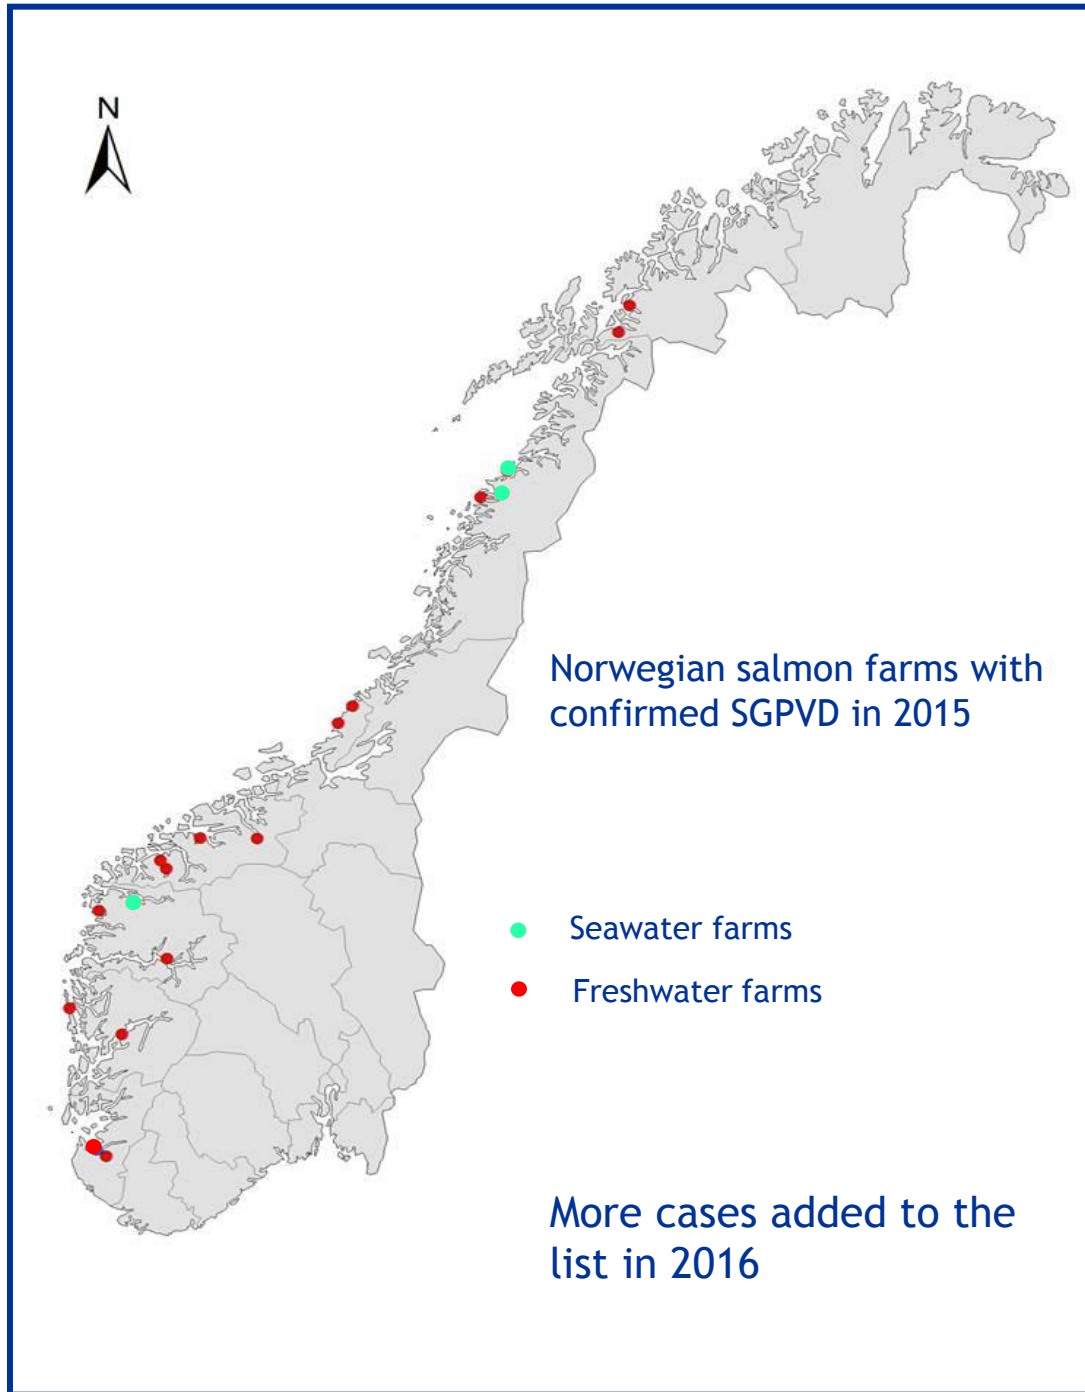 N
Norwegian salmon farms with
confirmed SGPVD in 2015
Seawater farms
Freshwater farms
More cases added to the
list in 2016